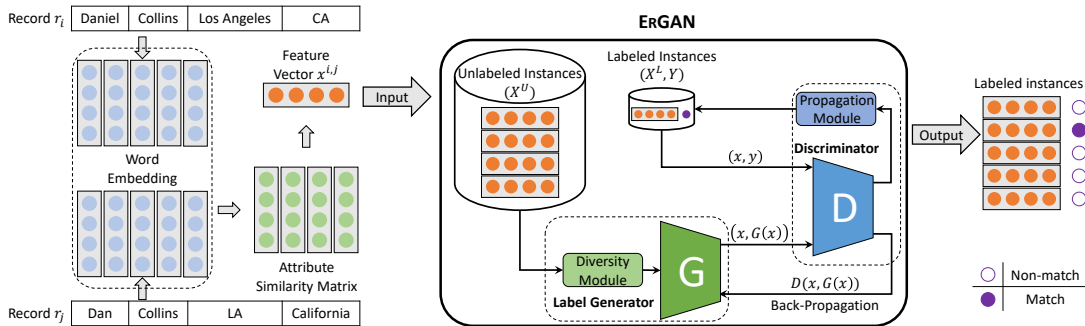 Record r_i
Daniel
Collins
Los Angeles
CA
Word
Embedding
Record r_j
Dan
Collins
LA
California
Feature
Vector x^{i,j}
Attribute
Similarity Matrix
Input
ERGAN
Unlabeled Instances
(X^U)
Labeled Instances
(X^L, Y)
Propagation
Module
Discriminator
(x, y)
D
(x, G(x))
Diversity
Module
G
Label Generator
D(x, G(x))
Back-Propagation
Output
Labeled instances
Non-match
Match